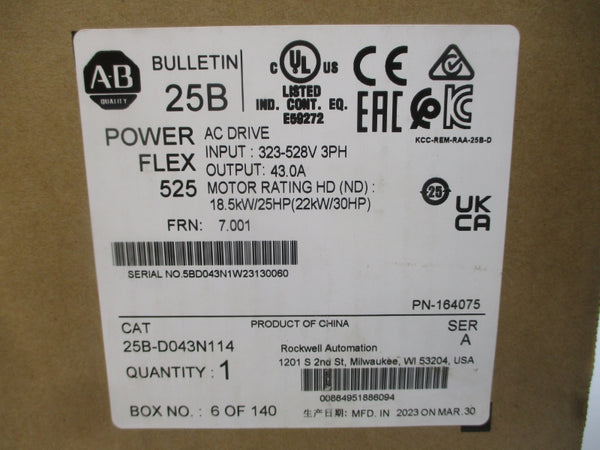 A-B
QUALITY
BULLETIN
25B
c UL US
LISTED
IND. CONT. EQ.
E59272
CE
EAC
KC
KCC-REM-RAA-25B-D
POWER
FLEX
525
AC DRIVE
INPUT : 323-528V 3PH
OUTPUT: 43.0A
MOTOR RATING HD (ND) :
18.5kW/25HP(22kW/30HP)
25
UK
CA
FRN: 7.001
SERIAL NO.5BD043N1W23130060
PN-164075
CAT
25B-D043N114
PRODUCT OF CHINA
SER
A
Rockwell Automation
1201 S 2nd St, Milwaukee, WI 53204, USA
QUANTITY : 1
00884951886094
BOX NO. : 6 OF 140
生产日期: MFD. IN 2023 ON MAR.30